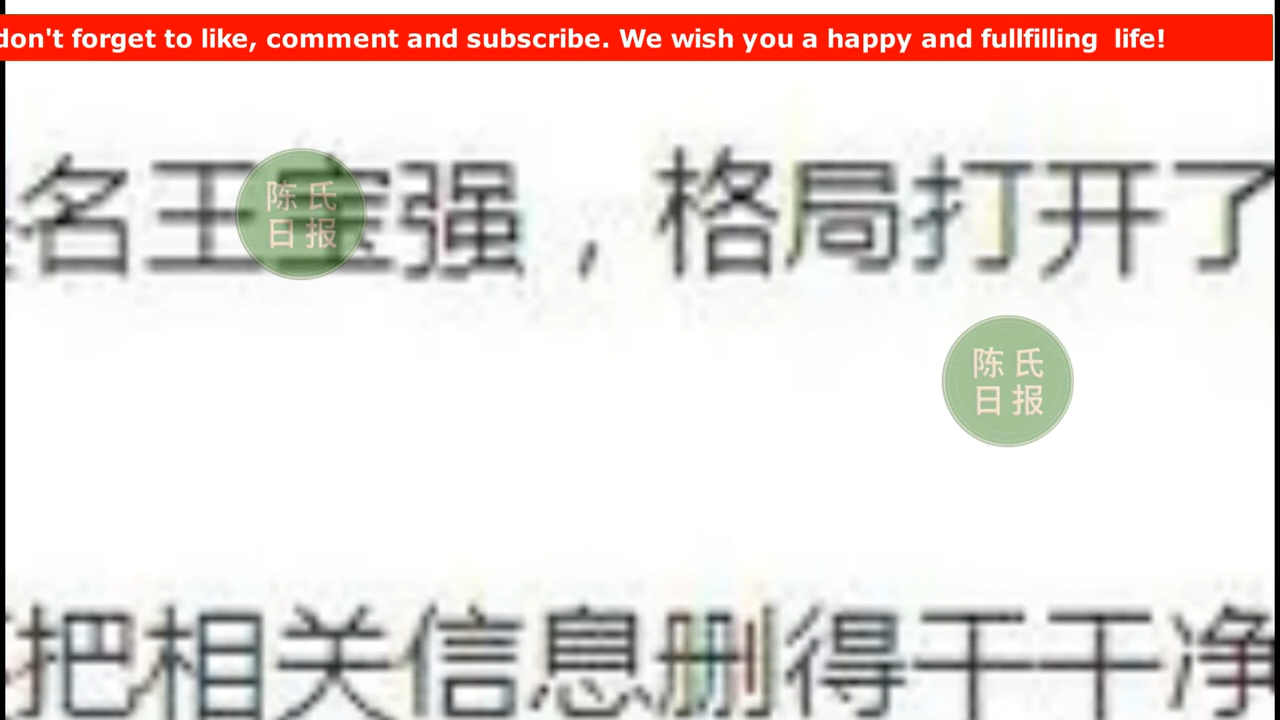 don't forget to like, comment and subscribe. We wish you a happy and fullfilling  life!
名王宝强，格局打开了
陈氏
日报
陈氏
日报
把相关信息删得干干净